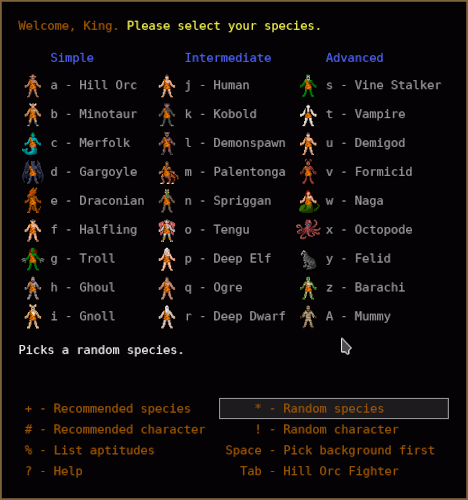 Welcome, King. Please select your species.
Simple Intermediate Advanced
a - Hill Orc j - Human s - Vine Stalker
b - Minotaur k - Kobold t - Vampire
c - Merfolk l - Demonspawn u - Demigod
d - Gargoyle m - Palentonga v - Formicid
e - Draconian n - Spriggan w - Naga
f - Halfling o - Tengu x - Octopode
g - Troll p - Deep Elf y - Felid
h - Ghoul q - Ogre z - Barachi
i - Gnoll r - Deep Dwarf A - Mummy
Picks a random species.
+ - Recommended species * - Random species
# - Recommended character ! - Random character
% - List aptitudes Space - Pick background first
? - Help Tab - Hill Orc Fighter